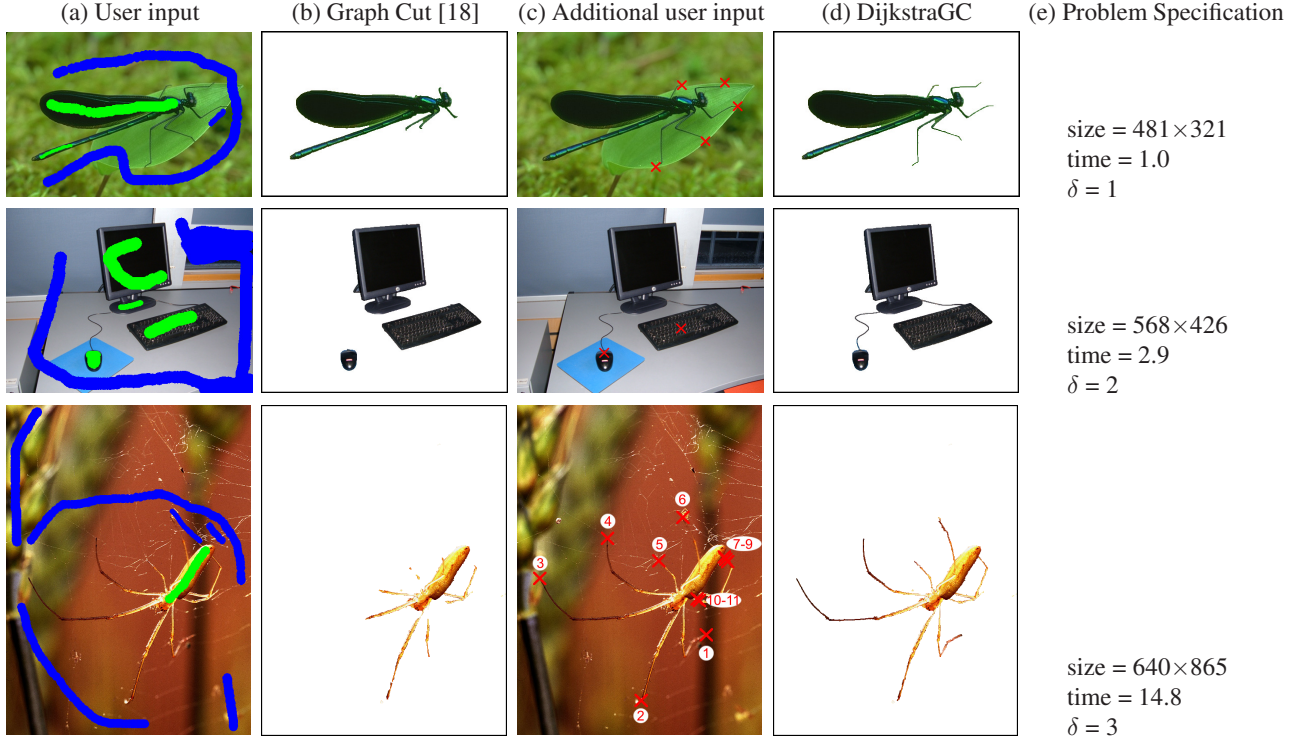 (a) User input
(b) Graph Cut [18]
(c) Additional user input
(d) DijkstraGC
(e) Problem Specification
size = 481×321
time = 1.0
δ = 1
size = 568×426
time = 2.9
δ = 2
6
4
7-9
5
3
10-11
1
2
size = 640×865
time = 14.8
δ = 3